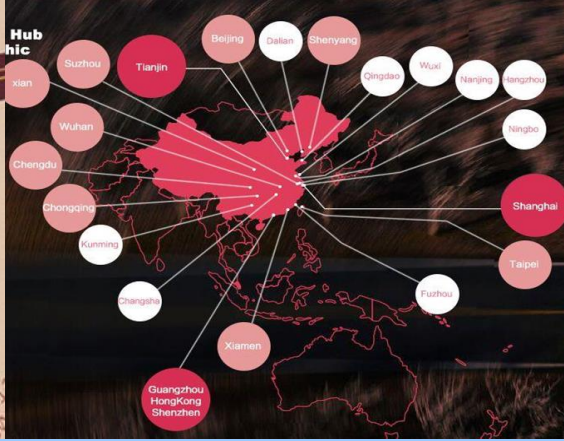 Hub
hic
Beijing
Dalian
Shenyang
Suzhou
Tianjin
xian
Qingdao
Wuxi
Nanjing
Hangzhou
Wuhan
Ningbo
Chengdu
Chongqing
Shanghai
Kunming
Taipei
Changsha
Fuzhou
Xiamen
Guangzhou
HongKong
Shenzhen